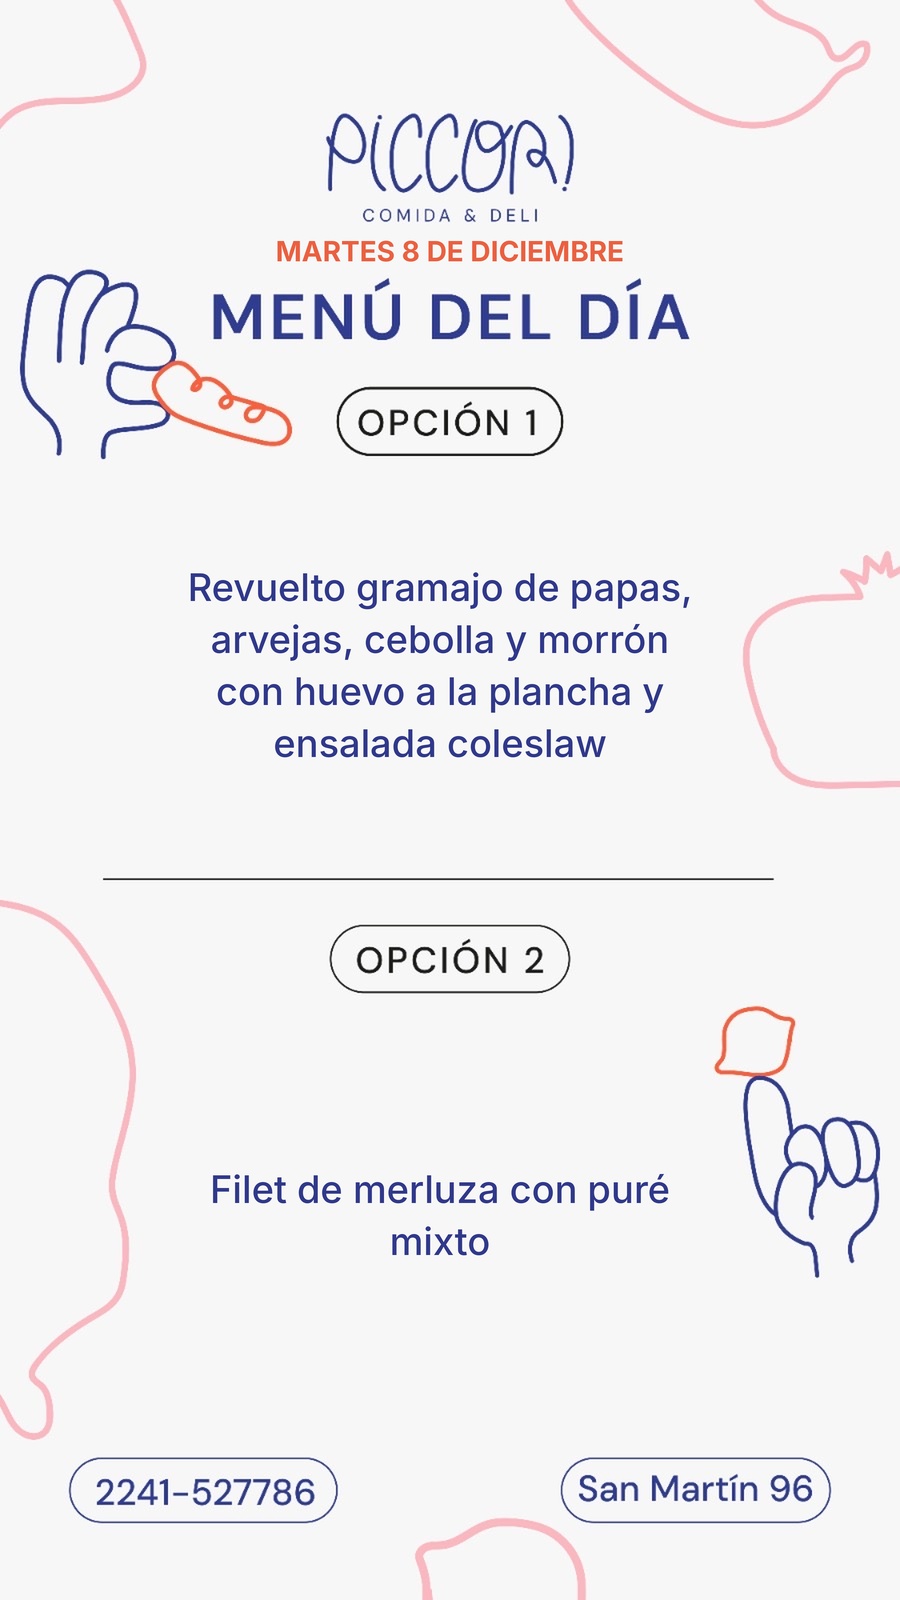 PiCCOR!
COMIDA & DELI
MARTES 8 DE DICIEMBRE
MENÚ DEL DÍA
OPCIÓN 1
Revuelto gramajo de papas,
arvejas, cebolla y morrón
con huevo a la plancha y
ensalada coleslaw
OPCIÓN 2
Filet de merluza con puré
mixto
2241-527786
San Martín 96